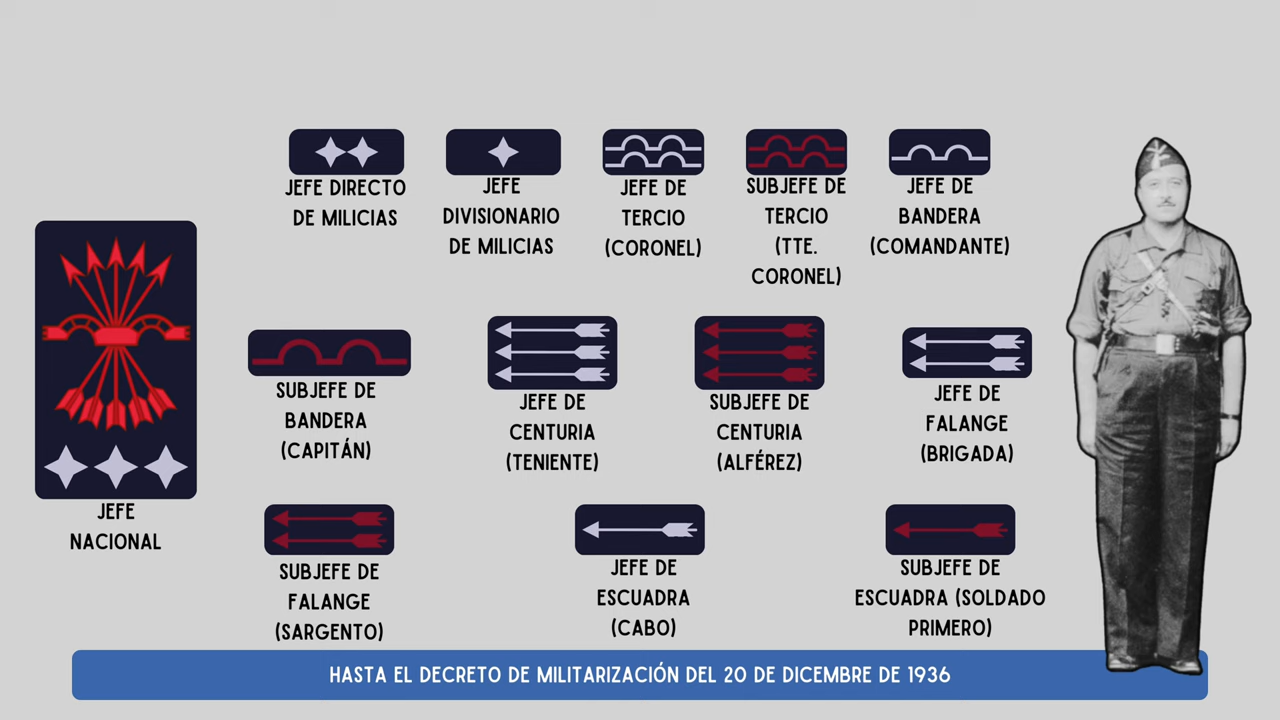 JEFE DIRECTO
DE MILICIAS
JEFE
DIVISIONARIO
DE MILICIAS
JEFE DE
TERCIO
(CORONEL)
SUBJEFE DE
TERCIO
(TTE.
CORONEL)
JEFE DE
BANDERA
(COMANDANTE)
JEFE
NACIONAL
SUBJEFE DE
BANDERA
(CAPITÁN)
JEFE DE
CENTURIA
(TENIENTE)
SUBJEFE DE
CENTURIA
(ALFÉREZ)
JEFE DE
FALANGE
(BRIGADA)
SUBJEFE DE
FALANGE
(SARGENTO)
JEFE DE
ESCUADRA
(CABO)
SUBJEFE DE
ESCUADRA (SOLDADO
PRIMERO)
HASTA EL DECRETO DE MILITARIZACIÓN DEL 20 DE DICEMBRE DE 1936